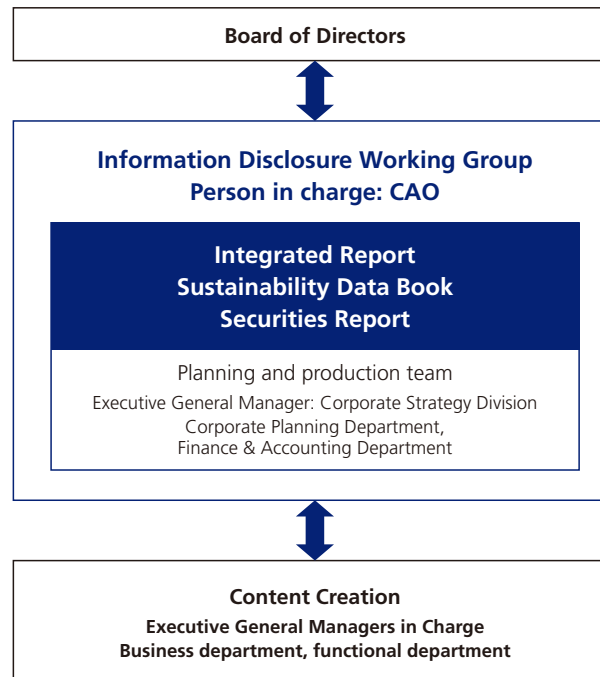 Board of Directors
Information Disclosure Working Group
Person in charge: CAO
Integrated Report
Sustainability Data Book
Securities Report
Planning and production team
Executive General Manager: Corporate Strategy Division
Corporate Planning Department,
Finance & Accounting Department
Content Creation
Executive General Managers in Charge
Business department, functional department